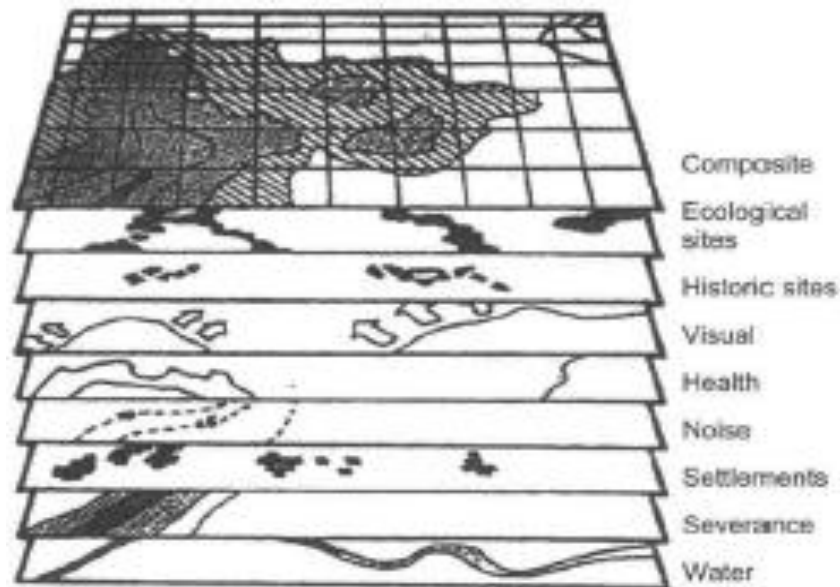 Composite
Ecological
sites
Historic sites
Visual
Health
Noise
Settlements
Severance
Water